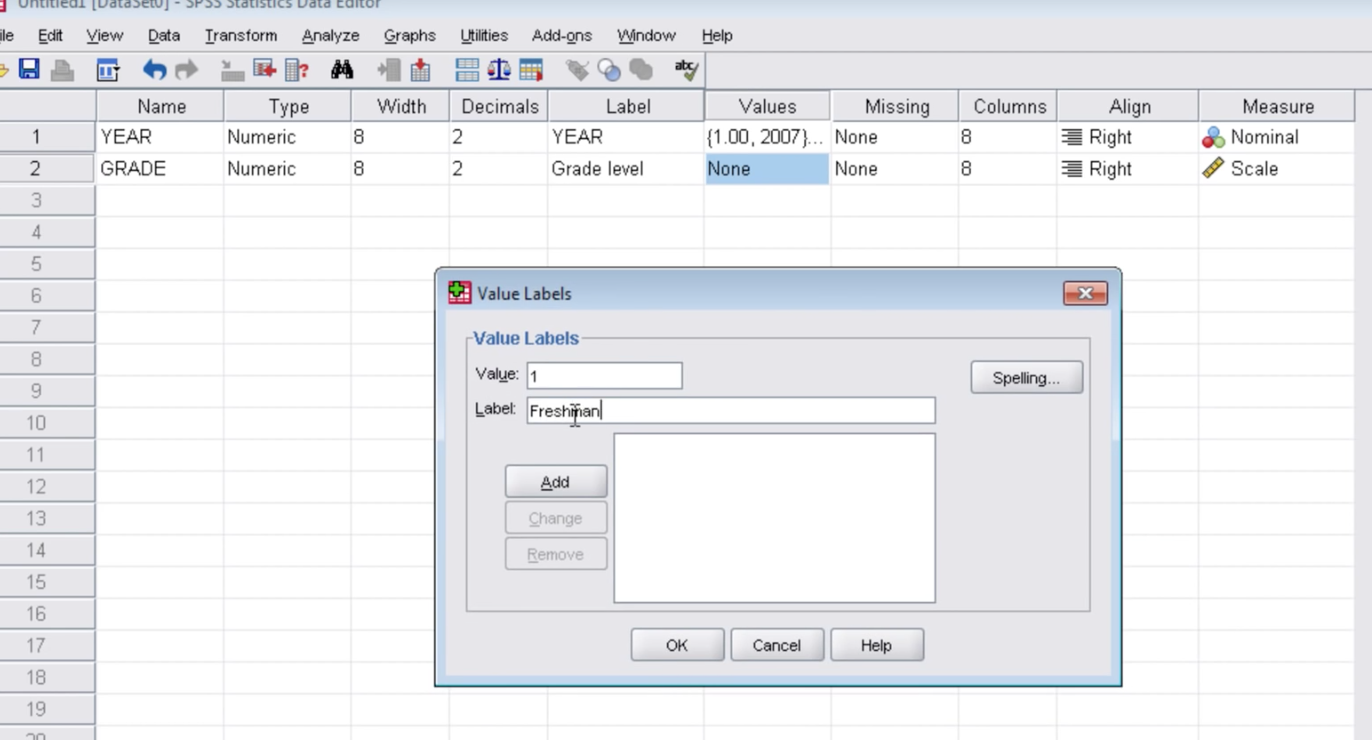 Untitled1 [DataSet0] - SPSS Statistics Data Editor
ile Edit View Data Transform Analyze Graphs Utilities Add-ons Window Help
abc
Name Type Width Decimals Label Values Missing Columns Align Measure
1 YEAR Numeric 8 2 YEAR {1.00, 2007}... None 8 Right Nominal
2 GRADE Numeric 8 2 Grade level None None 8 Right Scale
3
4
5
6
7
8
9
10
11
12
13
14
15
16
17
18
19
20
Value Labels
Value Labels
Value: 1
Spelling...
Label: Freshman
Add
Change
Remove
OK Cancel Help